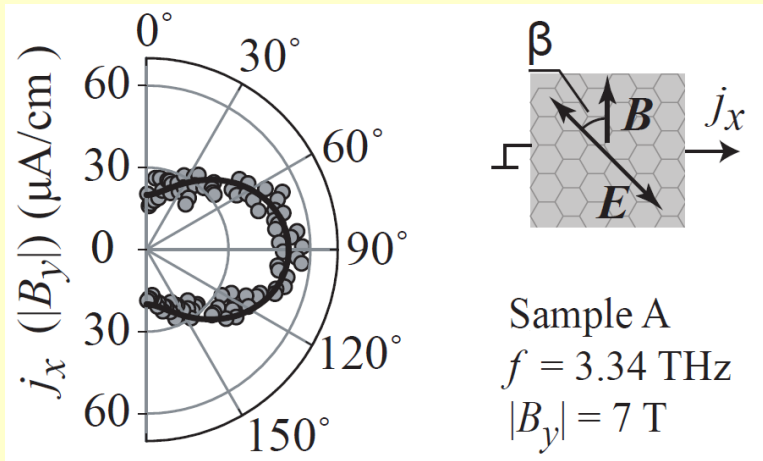 0°
30°
60°
90°
120°
150°
60
30
0
30
60
j_x (|B_y|) (μA/cm )
β
B
j_x
E
Sample A
f = 3.34 THz
|B_y| = 7 T